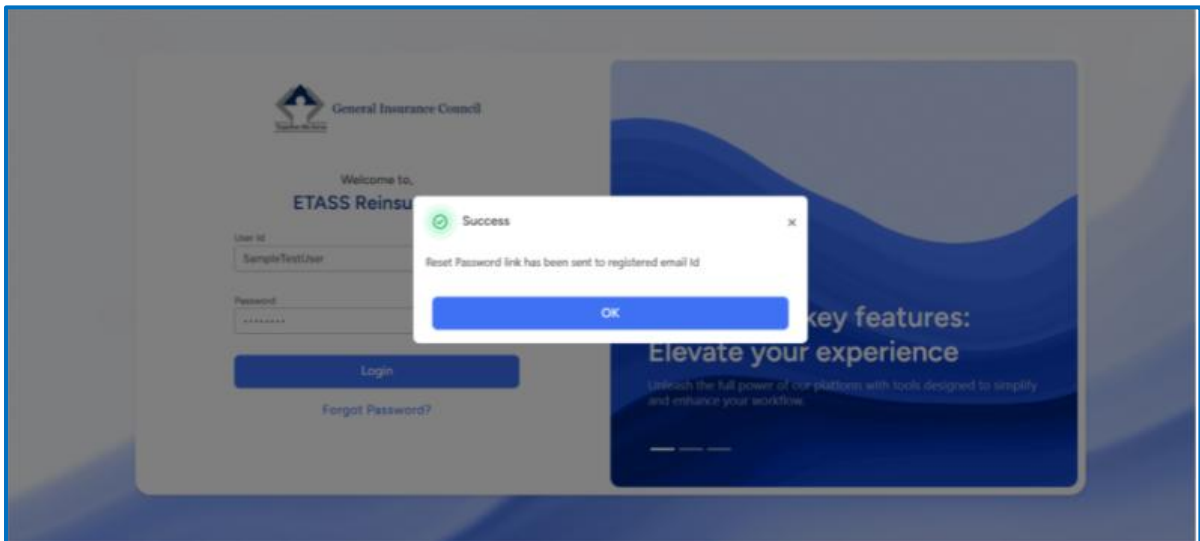 General Insurance Council
Welcome to,
ETASS Reinsu
User Id
SampleTestUser
Password
········
Login
Forgot Password?
Success
×
Reset Password link has been sent to registered email Id
OK
key features:
Elevate your experience
Unleash the full power of our platform with tools designed to simplify
and enhance your workflow.